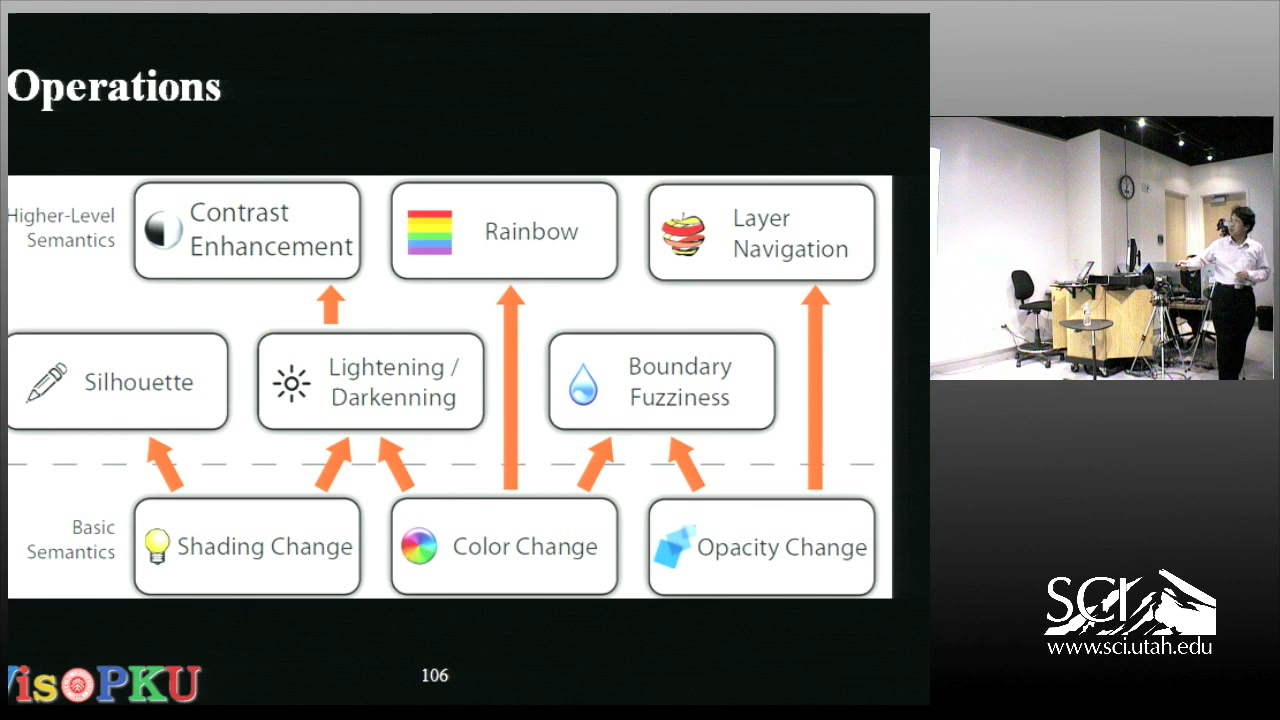 Operations
Higher-Level
Semantics
Contrast
Enhancement
Rainbow
Layer
Navigation
Silhouette
Lightening /
Darkenning
Boundary
Fuzziness
Basic
Semantics
Shading Change
Color Change
Opacity Change
VisPKU
106
SCI
www.sci.utah.edu